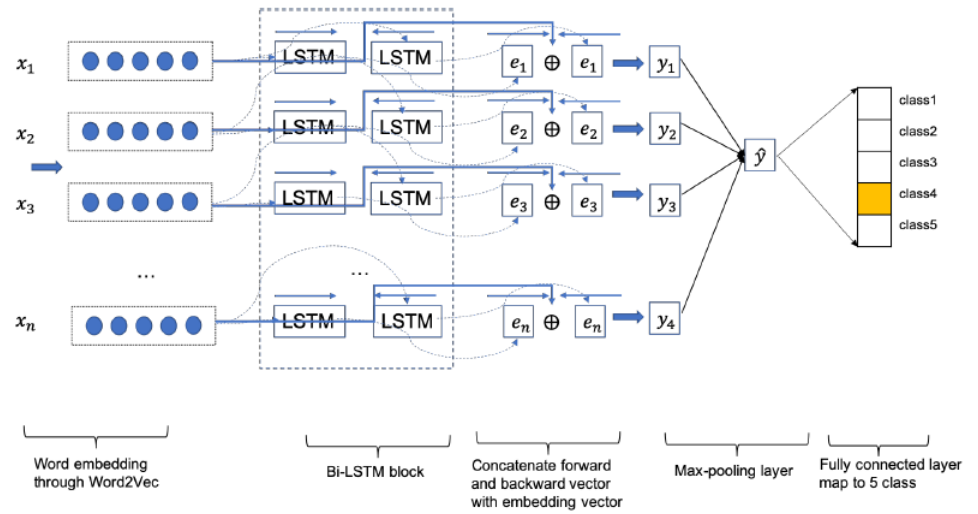 x₁ LSTM LSTM e₁ ⊕ e₁ y₁
class1
x₂ LSTM LSTM e₂ ⊕ e₂ y₂ ŷ
class2
class3
x₃ LSTM LSTM e₃ ⊕ e₃ y₃
class4
class5
... ...
xₙ LSTM LSTM eₙ ⊕ eₙ y₄
Word embedding
through Word2Vec
Bi-LSTM block
Concatenate forward
and backward vector
with embedding vector
Max-pooling layer
Fully connected layer
map to 5 class